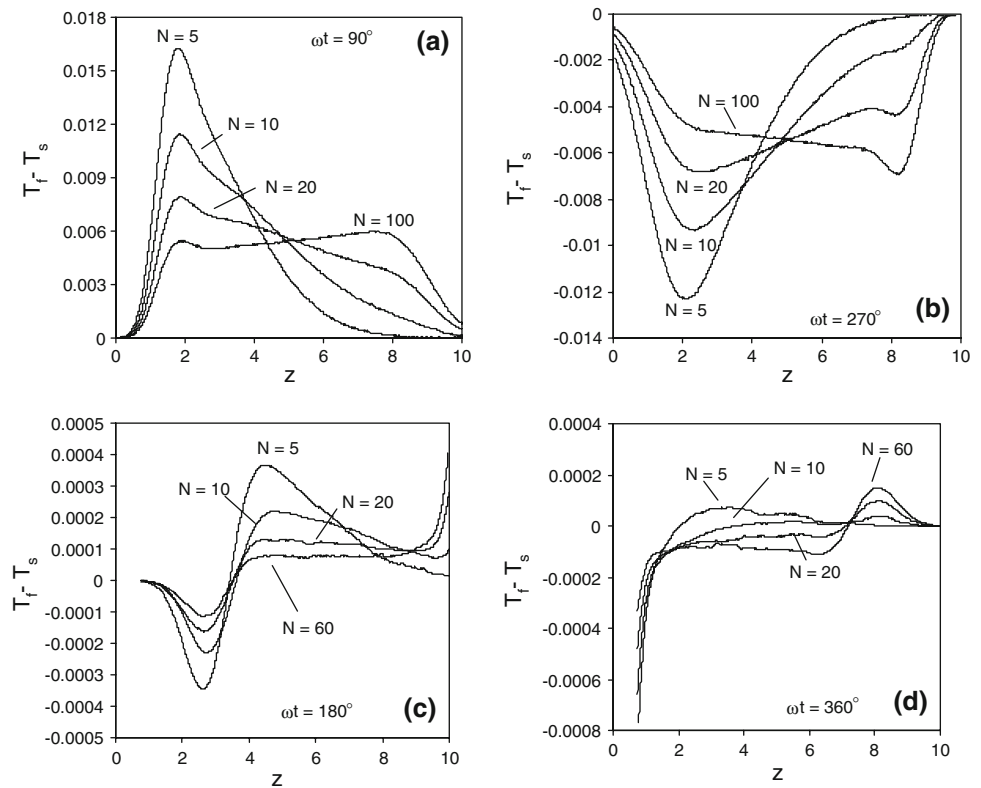 0.018
0.015
0.012
0.009
0.006
0.003
0
T_f- T_s
N = 5
ωt = 90°
(a)
N = 10
N = 20
N = 100
0 2 4 6 8 10
z
0
-0.002
-0.004
-0.006
-0.008
-0.01
-0.012
-0.014
T_f- T_s
N = 100
N = 20
N = 10
N = 5
(b)
ωt = 270°
0 2 4 6 8 10
z
0.0005
0.0004
0.0003
0.0002
0.0001
0
-0.0001
-0.0002
-0.0003
-0.0004
-0.0005
T_f- T_s
N = 5
N = 10
N = 20
N = 60
ωt = 180°
(c)
0 2 4 6 8 10
z
0.0004
0.0002
0
-0.0002
-0.0004
-0.0006
-0.0008
T_f- T_s
N = 60
N = 5
N = 10
N = 20
ωt = 360°
(d)
0 2 4 6 8 10
z